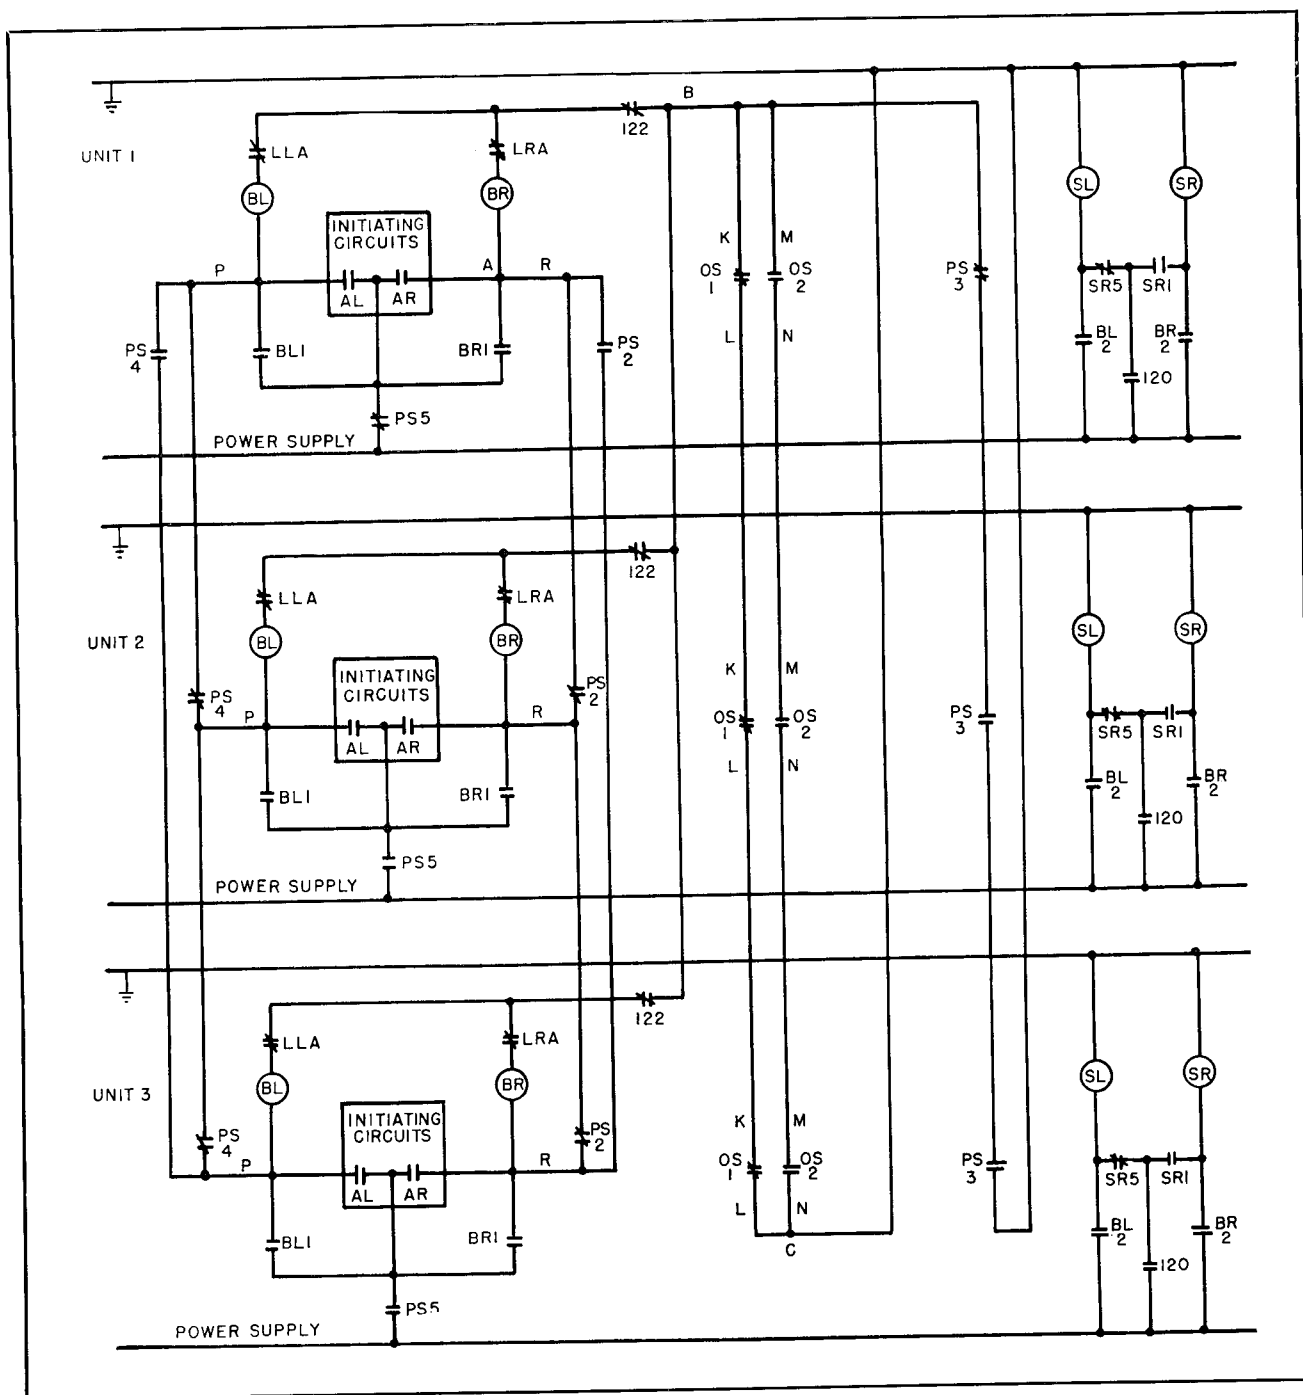 B
122
UNIT 1
LLA
LRA
BL
BR
SL
SR
INITIATING
CIRCUITS
K
M
P
A
R
OS
1
OS
2
PS
3
AL
AR
SR5
SR1
PS
4
BL1
BR1
PS
2
L
N
BL
2
BR
2
120
PS5
POWER SUPPLY
122
UNIT 2
LLA
LRA
BL
BR
SL
SR
INITIATING
CIRCUITS
K
M
PS
4
PS
2
P
R
OS
1
OS
2
PS
3
AL
AR
SR5
SR1
L
N
BL1
BR1
BL
2
BR
2
120
PS5
POWER SUPPLY
122
UNIT 3
LLA
LRA
BL
BR
SL
SR
INITIATING
CIRCUITS
K
M
PS
4
PS
2
P
R
OS
1
OS
2
PS
3
AL
AR
SR5
SR1
L
N
BL1
BR1
BL
2
BR
2
C
120
PS5
POWER SUPPLY